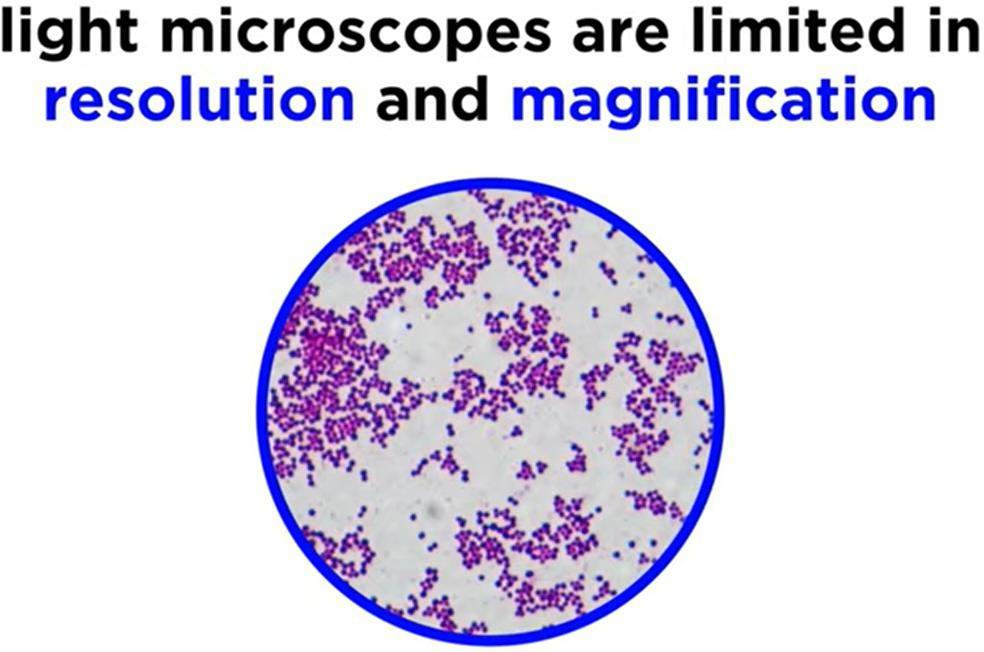 light microscopes are limited in
resolution and magnification